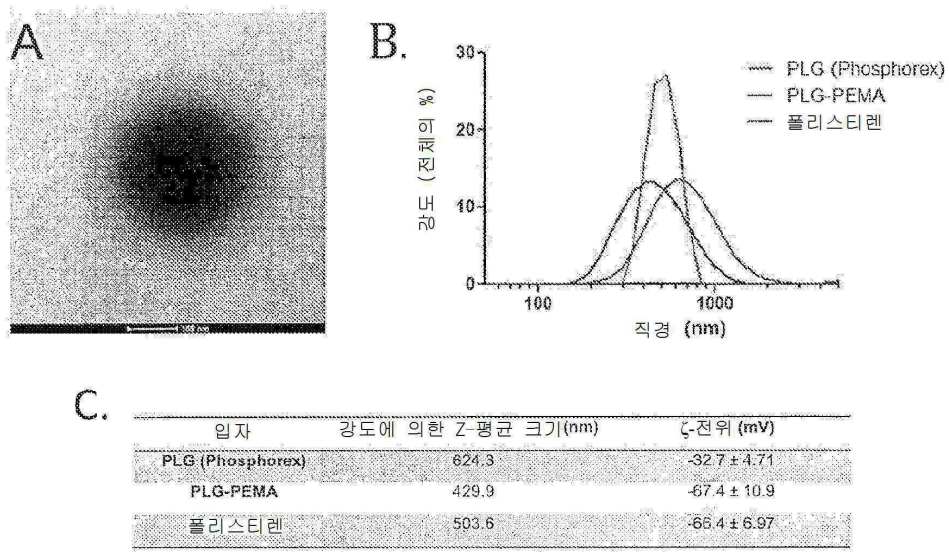 A
B.
30
20
10
0
강도 (전체의 %)
100
1000
직경 (nm)
PLG (Phosphorex)
PLG-PEMA
폴리스티렌
C.
입자 강도에 의한 Z-평균 크기(nm) ζ-전위 (mV)
PLG (Phosphorex) 624.3 -32.7 ± 4.71
PLG-PEMA 429.9 -67.4 ± 10.9
폴리스티렌 503.6 -66.4 ± 6.97